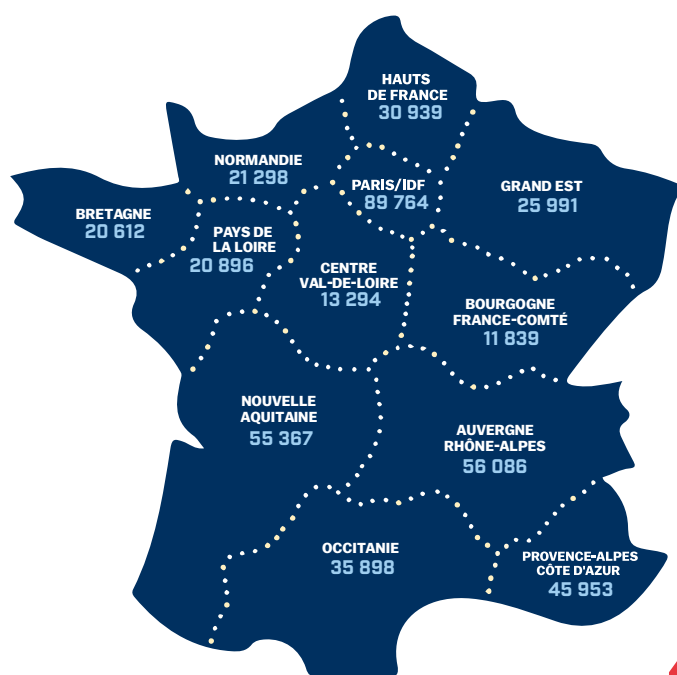 HAUTS
DE FRANCE
30 939
NORMANDIE
21 298
PARIS/IDF
89 764
GRAND EST
25 991
BRETAGNE
20 612
PAYS DE
LA LOIRE
20 896
CENTRE
VAL-DE-LOIRE
13 294
BOURGOGNE
FRANCE-COMTÉ
11 839
NOUVELLE
AQUITAINE
55 367
AUVERGNE
RHÔNE-ALPES
56 086
OCCITANIE
35 898
PROVENCE-ALPES
CÔTE D'AZUR
45 953